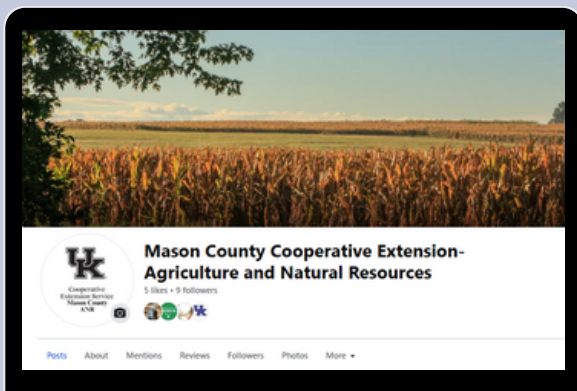 Mason County Cooperative Extension-
Agriculture and Natural Resources
5 likes • 9 followers
UK
Cooperative
Extension Service
Mason County
ANR
Posts About Mentions Reviews Followers Photos More